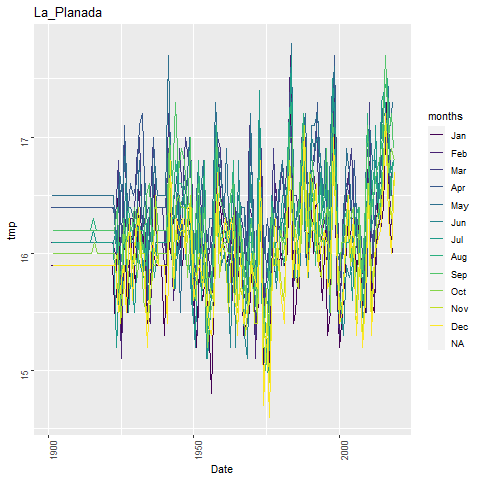 La_Planada
17
16
15
tmp
1900
1950
2000
Date
months
Jan
Feb
Mar
Apr
May
Jun
Jul
Aug
Sep
Oct
Nov
Dec
NA